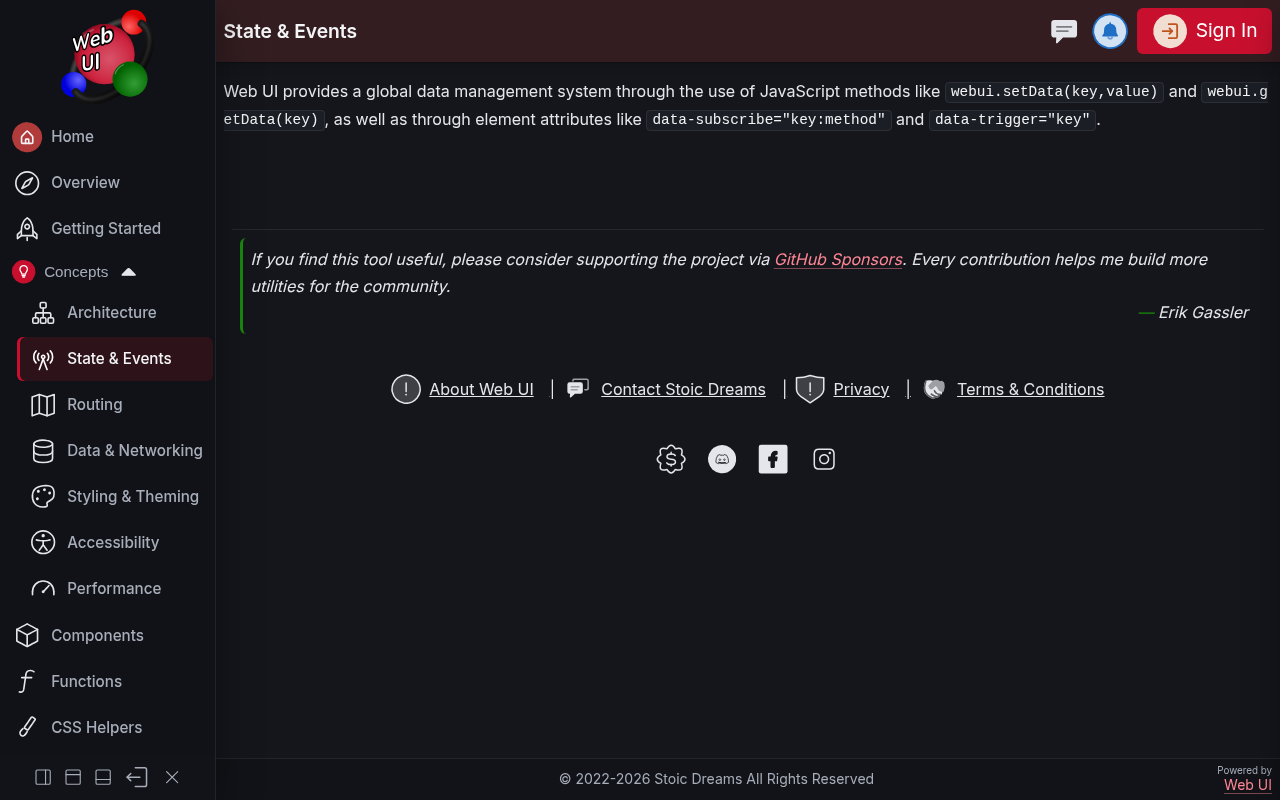 Web
UI
Home
Overview
Getting Started
Concepts
Architecture
State & Events
Routing
Data & Networking
Styling & Theming
Accessibility
Performance
Components
Functions
CSS Helpers
State & Events
Sign In
Web UI provides a global data management system through the use of JavaScript methods like webui.setData(key,value) and webui.g
etData(key), as well as through element attributes like data-subscribe="key:method" and data-trigger="key".
If you find this tool useful, please consider supporting the project via GitHub Sponsors. Every contribution helps me build more
utilities for the community.
— Erik Gassler
About Web UI | Contact Stoic Dreams | Privacy | Terms & Conditions
© 2022-2026 Stoic Dreams All Rights Reserved
Powered by
Web UI